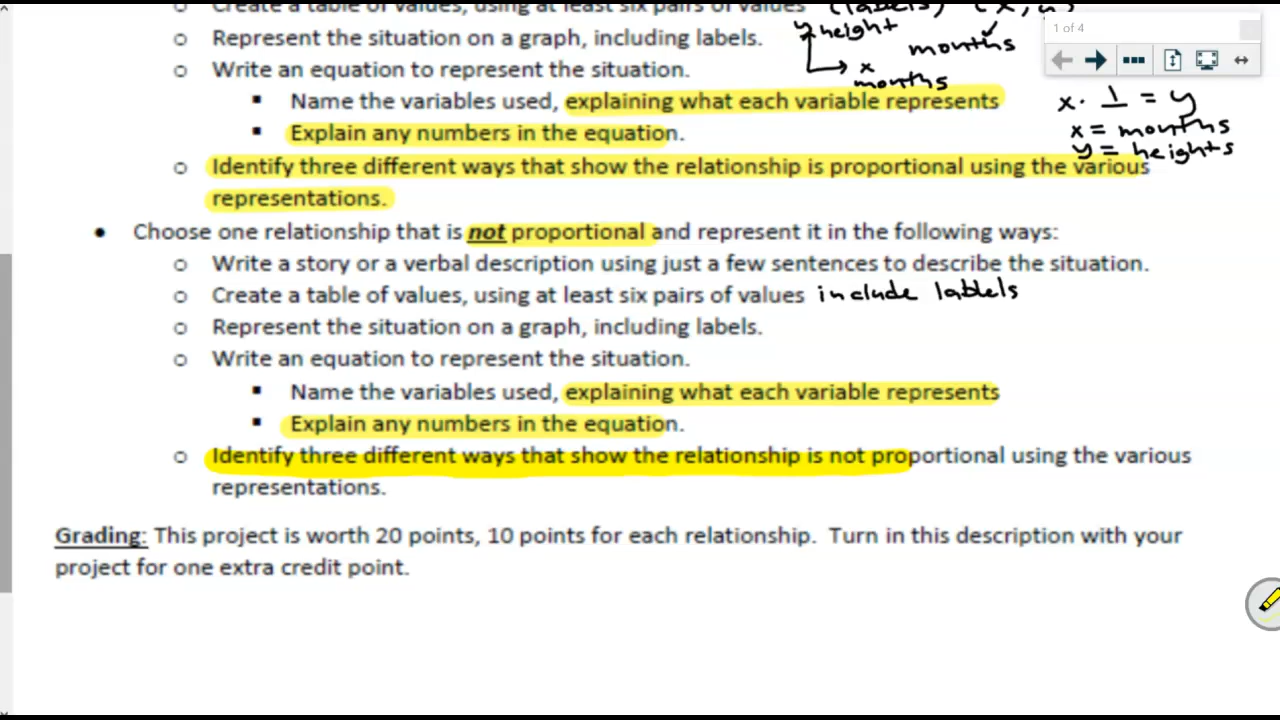 Create a table of values, using at least six pairs of values (labels) (x, y)
y height
1 of 4
Represent the situation on a graph, including labels.
months
Write an equation to represent the situation.
x
months
Name the variables used, explaining what each variable represents
x · 1 = y
Explain any numbers in the equation.
x = months
y = heights
Identify three different ways that show the relationship is proportional using the various
representations.
Choose one relationship that is not proportional and represent it in the following ways:
Write a story or a verbal description using just a few sentences to describe the situation.
Create a table of values, using at least six pairs of values include labels
Represent the situation on a graph, including labels.
Write an equation to represent the situation.
Name the variables used, explaining what each variable represents
Explain any numbers in the equation.
Identify three different ways that show the relationship is not proportional using the various
representations.
Grading: This project is worth 20 points, 10 points for each relationship. Turn in this description with your
project for one extra credit point.